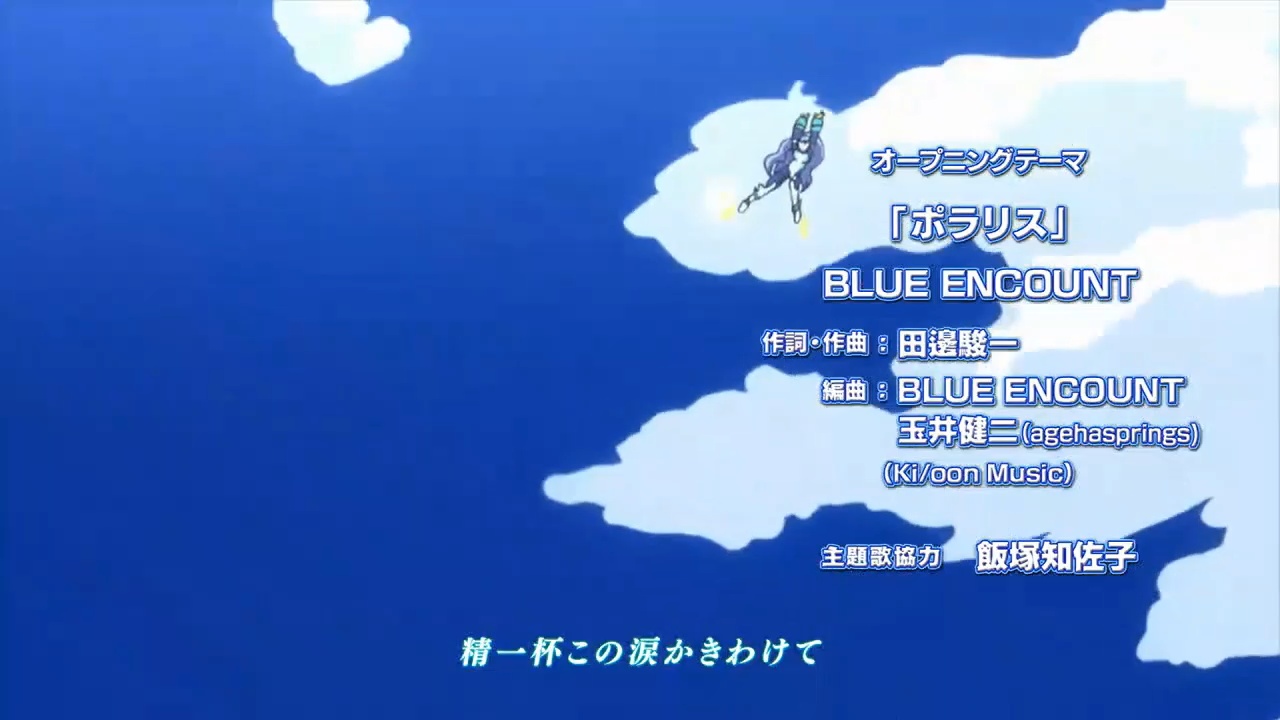 オープニングテーマ
「ポラリス」
BLUE ENCOUNT
作詞・作曲：田邊駿一
編曲：BLUE ENCOUNT
玉井健二(agehasprings)
(Ki/oon Music)
主題歌協力　飯塚知佐子
精一杯この涙かきわけて